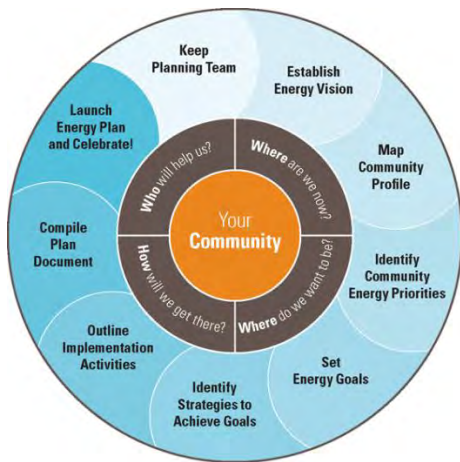 Keep
Planning Team
Establish
Energy Vision
Map
Community
Profile
Identify
Community
Energy Priorities
Set
Energy Goals
Identify
Strategies to
Achieve Goals
Outline
Implementation
Activities
Compile
Plan
Document
Launch
Energy Plan
and Celebrate!
Who will help us?
Where are we now?
Where do we want to be?
How will we get there?
Your
Community